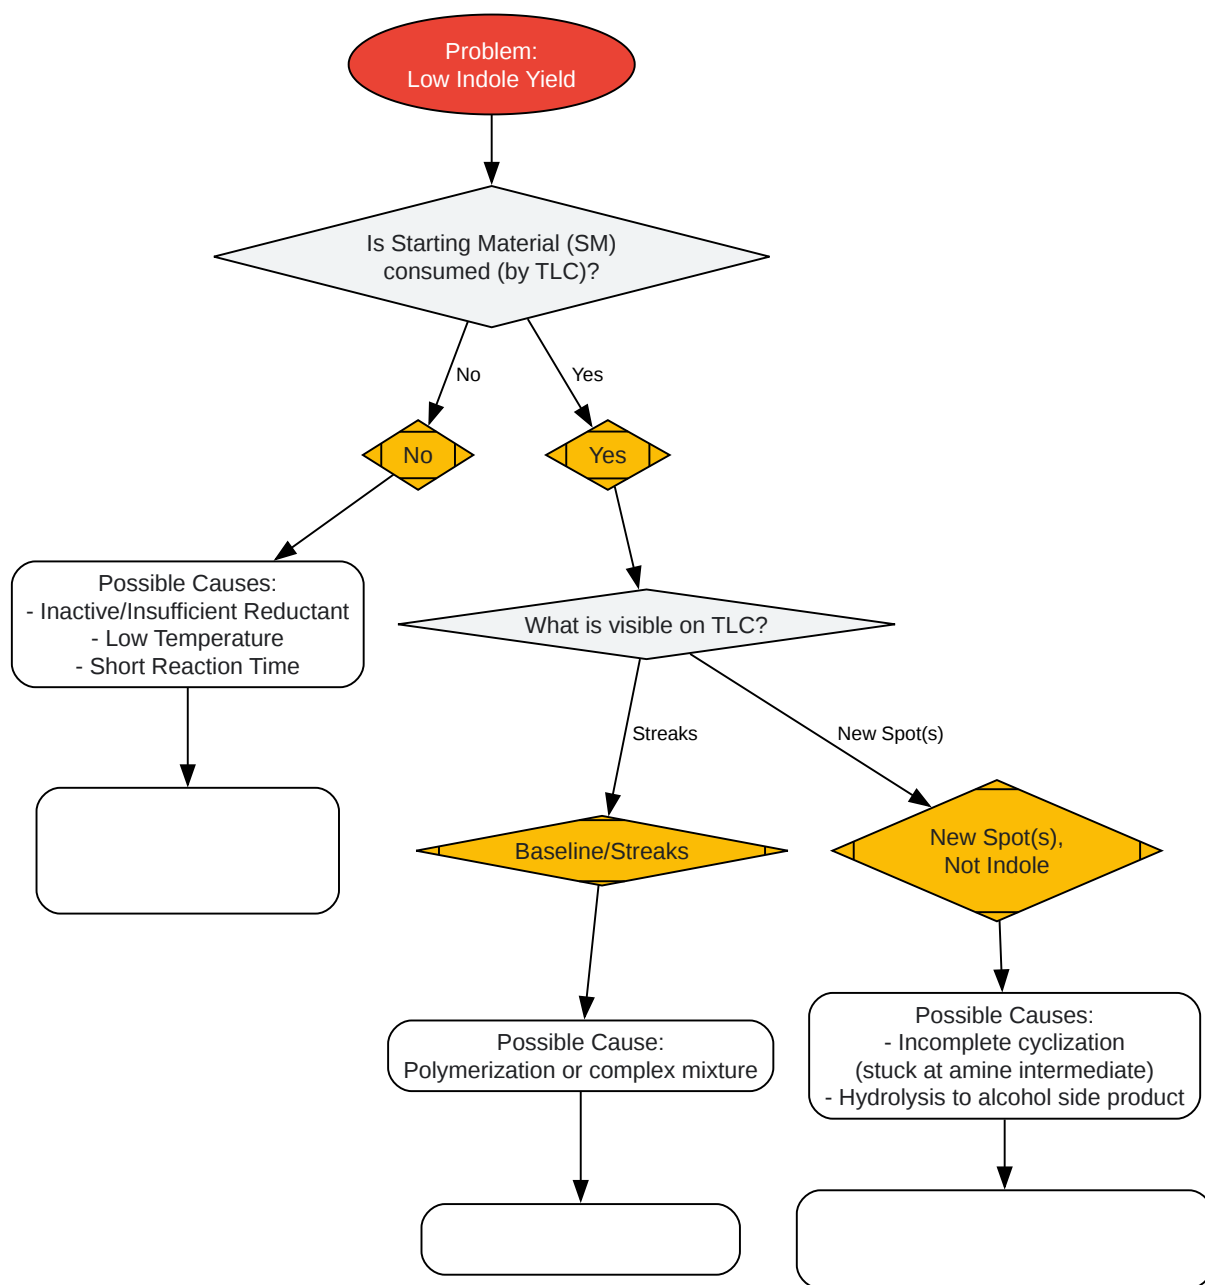 Problem:
Low Indole Yield
Is Starting Material (SM)
consumed (by TLC)?
No
Yes
No
Yes
Possible Causes:
- Inactive/Insufficient Reductant
- Low Temperature
- Short Reaction Time
What is visible on TLC?
Streaks
New Spot(s)
Baseline/Streaks
New Spot(s),
Not Indole
Possible Cause:
Polymerization or complex mixture
Possible Causes:
- Incomplete cyclization
(stuck at amine intermediate)
- Hydrolysis to alcohol side product